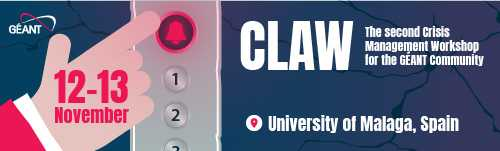 GÉANT
12-13
November
1
2
CLAW
The second Crisis
Management Workshop
for the GÉANT Community
University of Malaga, Spain